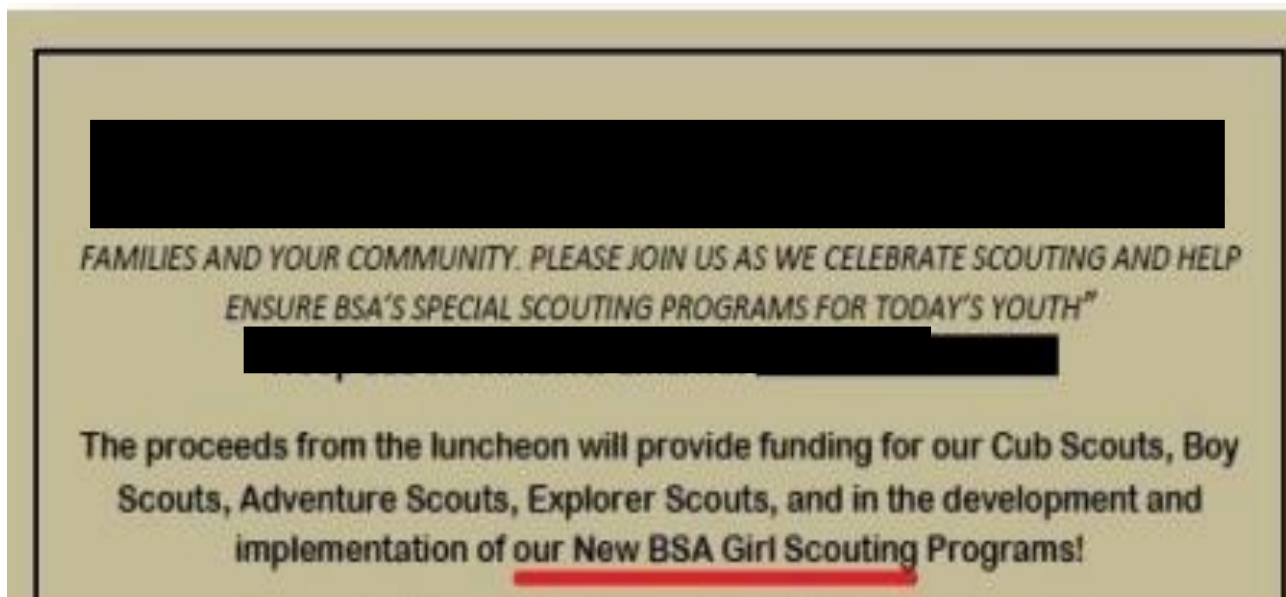 FAMILIES AND YOUR COMMUNITY. PLEASE JOIN US AS WE CELEBRATE SCOUTING AND HELP
ENSURE BSA'S SPECIAL SCOUTING PROGRAMS FOR TODAY'S YOUTH"
The proceeds from the luncheon will provide funding for our Cub Scouts, Boy
Scouts, Adventure Scouts, Explorer Scouts, and in the development and
implementation of our New BSA Girl Scouting Programs!